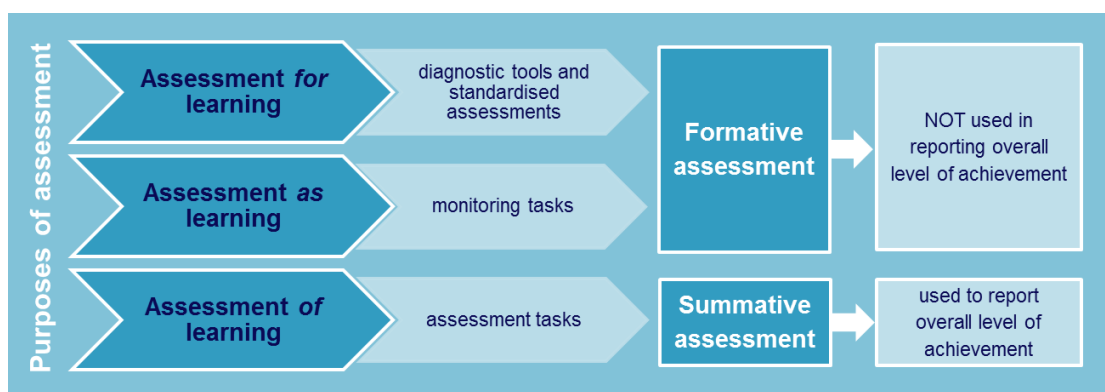 Purposes of assessment
Assessment for
learning
diagnostic tools and
standardised
assessments
Assessment as
learning
monitoring tasks
Formative
assessment
NOT used in
reporting overall
level of achievement
Assessment of
learning
assessment tasks
Summative
assessment
used to report
overall level of
achievement